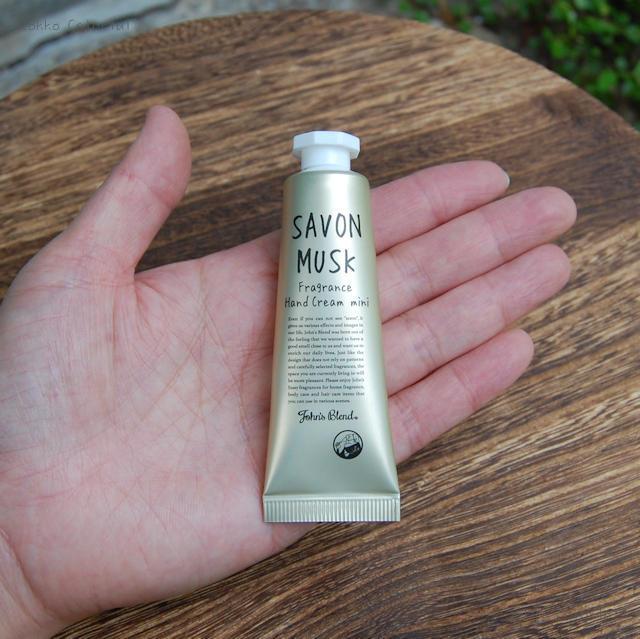 SAVON
MUSK
Fragrance
Hand Cream mini
Even if you can not see "scent", it
gives us various effects and images in
our life. John's Blend was born out of
the feeling that we wanted to have a
good smell close to us and want us to
enrich our daily lives. Just like the
design that does not rely on patterns
and carefully selected fragrances, the
space you are currently living in will
be more pleasant. Please enjoy John's
Blend fragrances for home fragrance,
body care and hair care items that
you can use in various scenes.
John's Blend